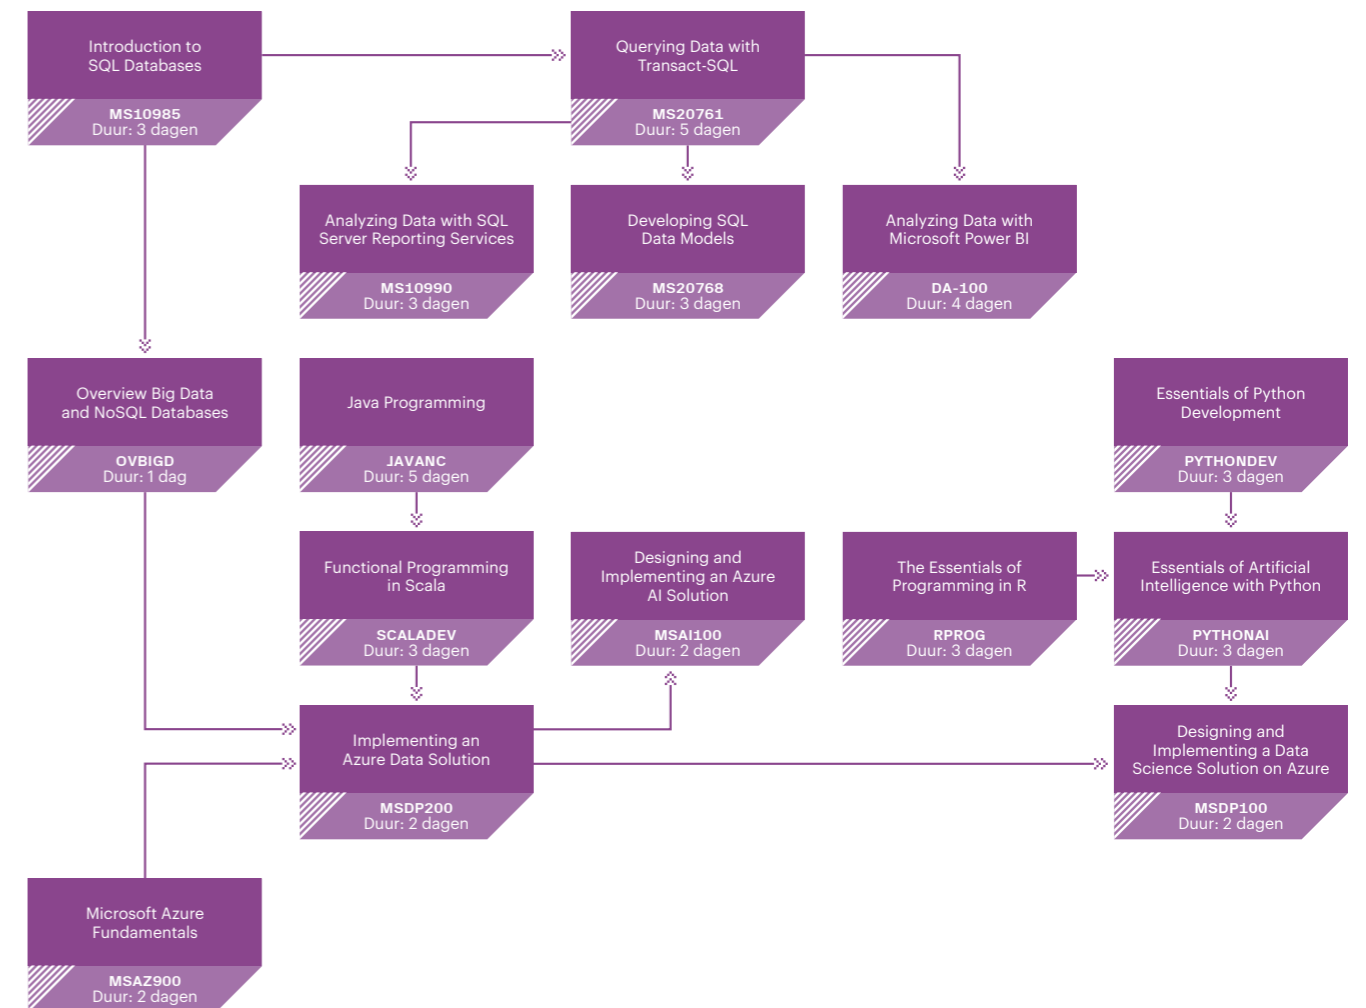 Introduction to
SQL Databases
MS10985
Duur: 3 dagen
Querying Data with
Transact-SQL
MS20761
Duur: 5 dagen
Analyzing Data with SQL
Server Reporting Services
MS10990
Duur: 3 dagen
Developing SQL
Data Models
MS20768
Duur: 3 dagen
Analyzing Data with
Microsoft Power BI
DA-100
Duur: 4 dagen
Overview Big Data
and NoSQL Databases
OVBIGD
Duur: 1 dag
Java Programming
JAVANC
Duur: 5 dagen
Essentials of Python
Development
PYTHONDEV
Duur: 3 dagen
Functional Programming
in Scala
SCALADEV
Duur: 3 dagen
Designing and
Implementing an Azure
AI Solution
MSAI100
Duur: 2 dagen
The Essentials of
Programming in R
RPROG
Duur: 3 dagen
Essentials of Artificial
Intelligence with Python
PYTHONAI
Duur: 3 dagen
Implementing an
Azure Data Solution
MSDP200
Duur: 2 dagen
Designing and
Implementing a Data
Science Solution on Azure
MSDP100
Duur: 2 dagen
Microsoft Azure
Fundamentals
MSAZ900
Duur: 2 dagen